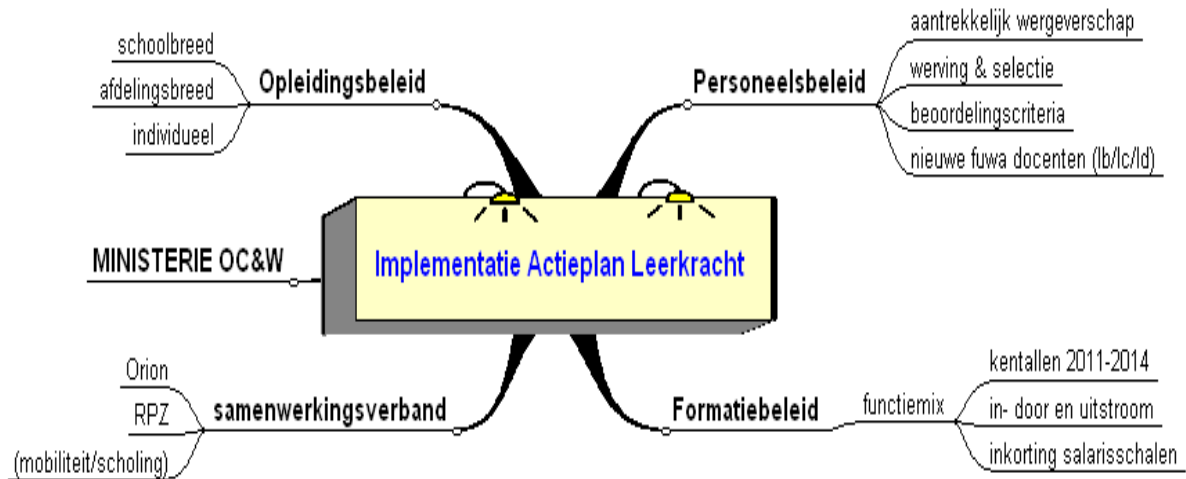 schoolbreed
afdelingsbreed
individueel
Opleidingsbeleid
Personeelsbeleid
aantrekkelijk wergeverschap
werving & selectie
beoordelingscriteria
nieuwe fuwa docenten (lb/lc/ld)
MINISTERIE OC&W
Implementatie Actieplan Leerkracht
Orion
RPZ
(mobiliteit/scholing)
samenwerkingsverband
Formatiebeleid
functiemix
kentallen 2011-2014
in- door en uitstroom
inkorting salarisschalen